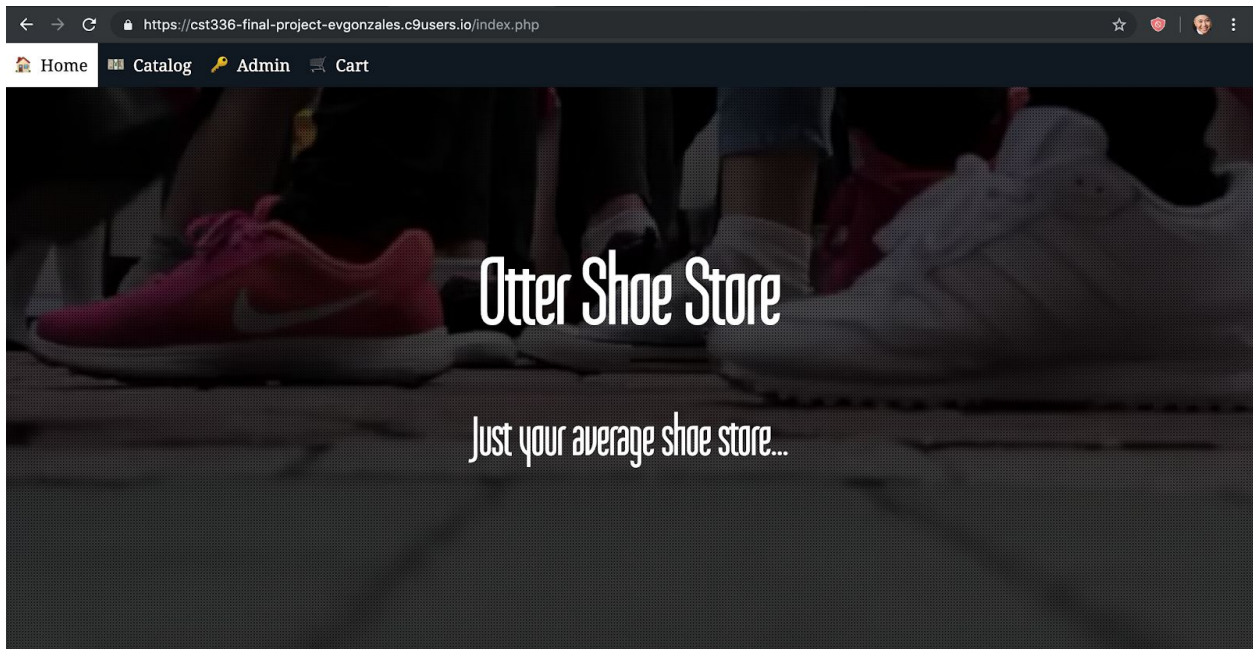 https://cst336-final-project-evgonzales.c9users.io/index.php
Home Catalog Admin Cart
Otter Shoe Store
Just your average shoe store...